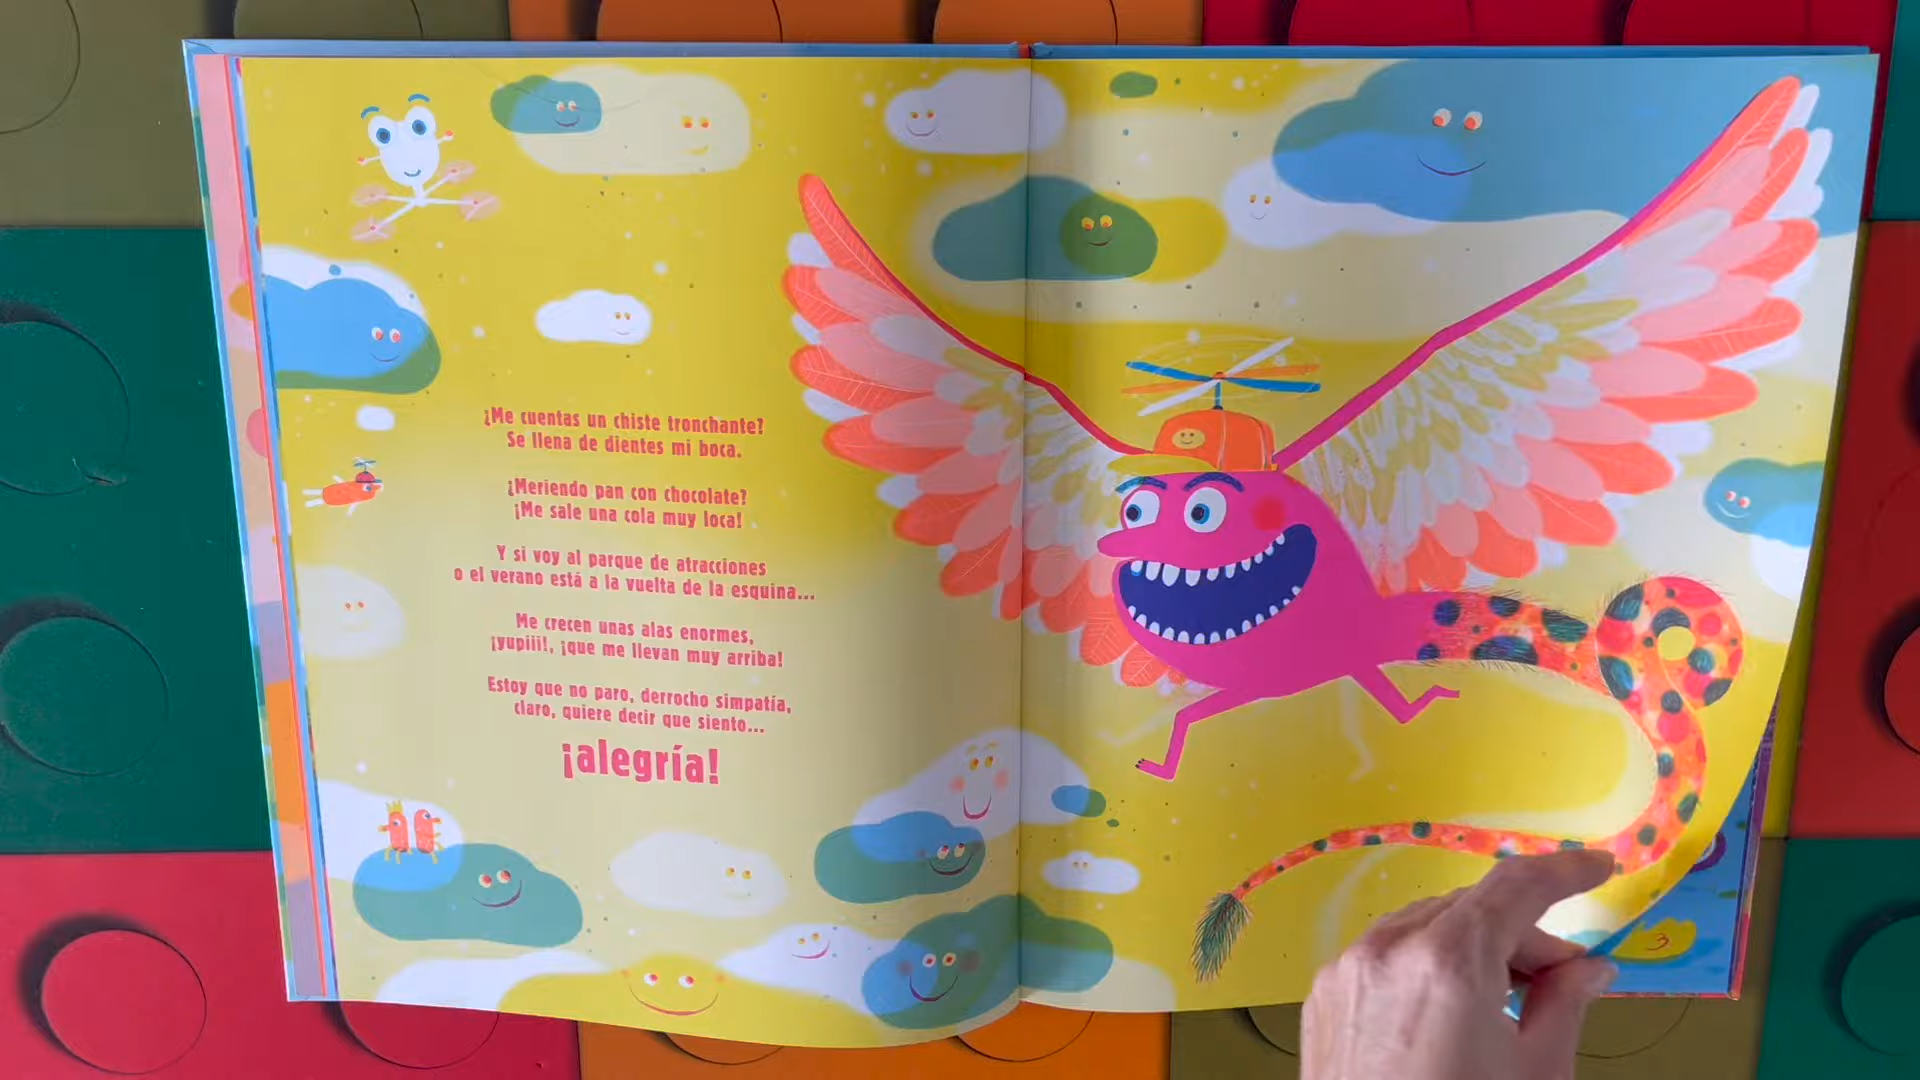 ¿Me cuentas un chiste tronchante?
Se llena de dientes mi boca.
¿Meriendo pan con chocolate?
¡Me sale una cola muy loca!
Y si voy al parque de atracciones
o el verano está a la vuelta de la esquina...
Me crecen unas alas enormes,
¡yupiii!, ¡que me llevan muy arriba!
Estoy que no paro, derrocho simpatía,
claro, quiere decir que siento...
¡alegría!
3